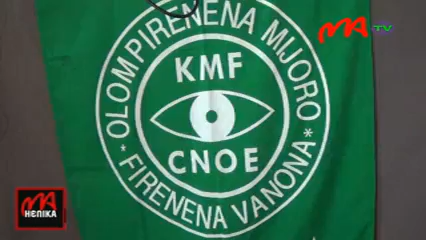 MA TV
* OLOMPIRENENA MIJORO *
KMF
CNOE
FIRENENA VANONA
MA
HENIKA